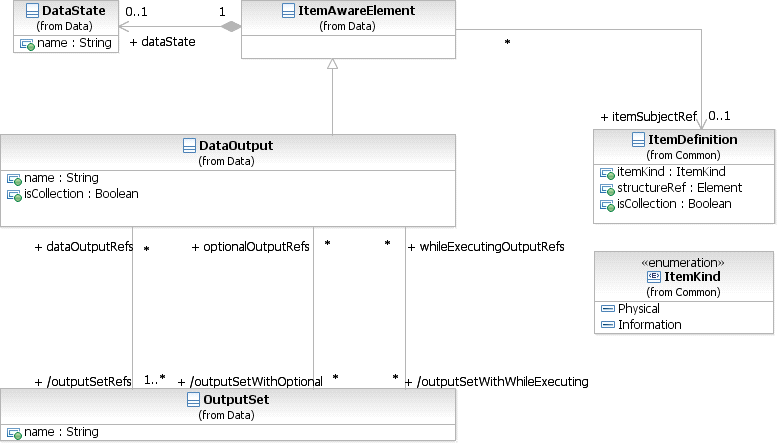 DataState
(from Data)
name : String
0..1
1
+ dataState
ItemAwareElement
(from Data)
*
+ itemSubjectRef
0..1
DataOutput
(from Data)
name : String
isCollection : Boolean
ItemDefinition
(from Common)
itemKind : ItemKind
structureRef : Element
isCollection : Boolean
+ dataOutputRefs
*
+ optionalOutputRefs
*
*
+ whileExecutingOutputRefs
«enumeration»
E
ItemKind
(from Common)
Physical
Information
+ /outputSetRefs
1..*
+ /outputSetWithOptional
*
*
+ /outputSetWithWhileExecuting
OutputSet
(from Data)
name : String